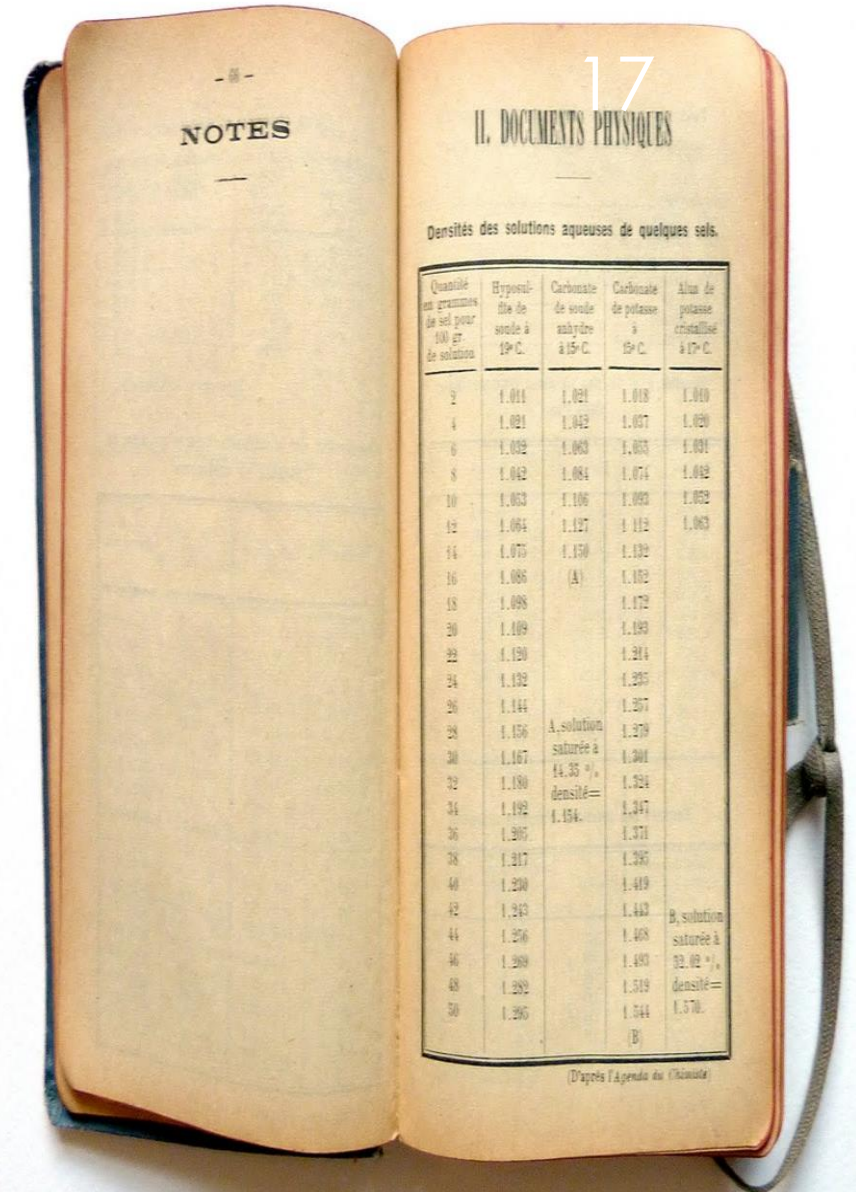 NOTES
17
II. DOCUMENTS PHYSIQUES
Densités des solutions aqueuses de quelques sels.
Quantité en grammes de sel pour 100 gr de solution | Hyposulfite de soude à 19° C. | Carbonate de soude anhydre à 15° C. | Carbonate de potasse à 15° C. | Alun de potasse cristallisé à 17° C.
2 1.011 1.021 1.018 1.010
4 1.021 1.042 1.037 1.020
6 1.032 1.063 1.055 1.031
8 1.042 1.084 1.074 1.042
10 1.053 1.106 1.093 1.052
12 1.064 1.127 1 112 1.063
14 1.075 1.150 1.132
16 1.086 (A) 1.152
18 1.098 1.172
20 1.109 1.193
22 1.120 1.214
24 1.132 1.235
26 1.144 1.257
28 1.156 1.279
30 1.167 1.301
32 1.180 1.324
34 1.192 1.347
36 1.205 1.371
38 1.217 1.395
40 1.230 1.419
42 1.243 1.443
44 1.256 1.468
46 1.269 1.493
48 1.282 1.519
50 1.295 1.544
(B)
A, solution
saturée à
14.35 %
densité=
1.154.
B, solution
saturée à
%
densité=
1.570.
(D'après l'Agenda du Chimiste)